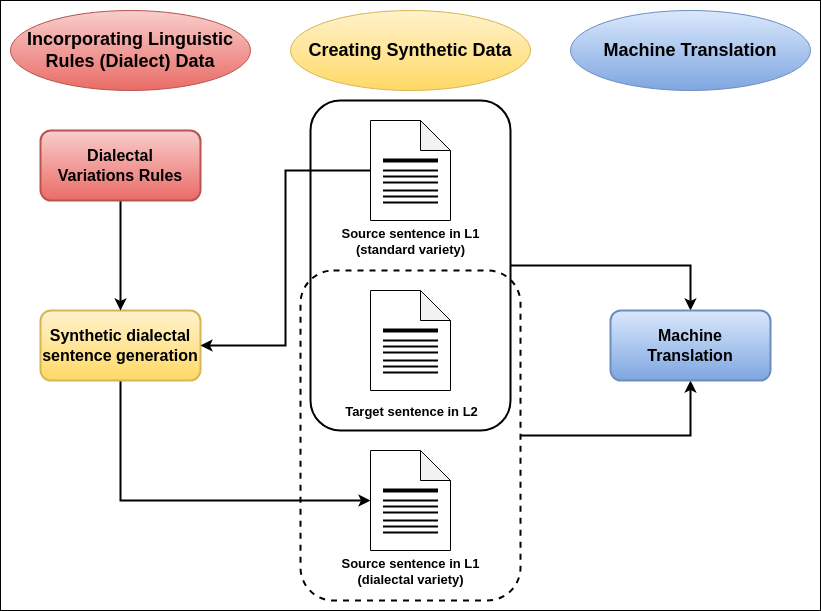 Incorporating Linguistic
Rules (Dialect) Data
Creating Synthetic Data
Machine Translation
Dialectal
Variations Rules
Source sentence in L1
(standard variety)
Synthetic dialectal
sentence generation
Machine
Translation
Target sentence in L2
Source sentence in L1
(dialectal variety)